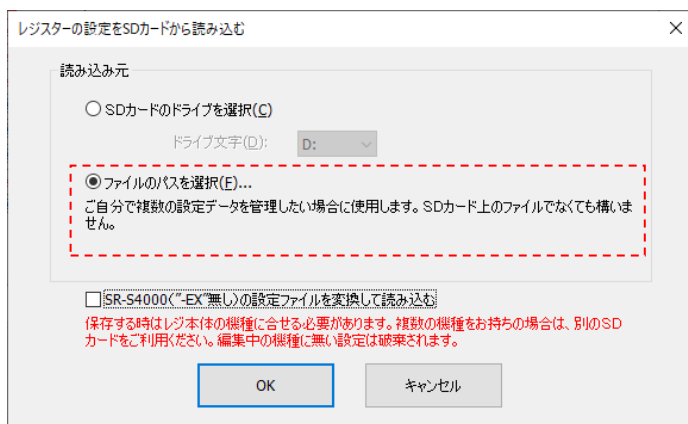 レジスターの設定をSDカードから読み込む
読み込み元
SDカードのドライブを選択(C)
ドライブ文字(D):
D:
ファイルのパスを選択(F)...
ご自分で複数の設定データを管理したい場合に使用します。SDカード上のファイルでなくても構いま
せん。
SR-S4000("-EX"無し)の設定ファイルを変換して読み込む
保存する時はレジ本体の機種に合せる必要があります。複数の機種をお持ちの場合は、別のSD
カードをご利用ください。編集中の機種に無い設定は破棄されます。
OK
キャンセル